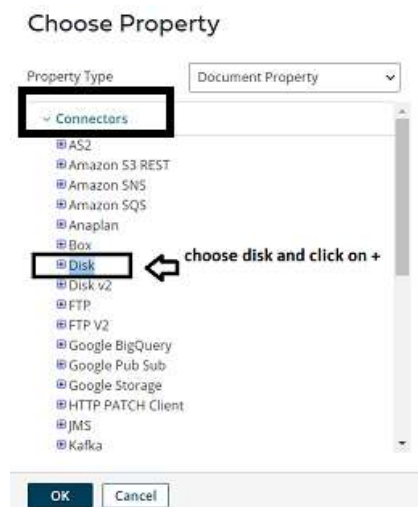 Choose Property
Property Type
Document Property
Connectors
AS2
Amazon S3 REST
Amazon SNS
Amazon SQS
Anaplan
Box
Disk
choose disk and click on +
Disk v2
FTP
FTP V2
Google BigQuery
Google Pub Sub
Google Storage
HTTP PATCH Client
JMS
Kafka
OK Cancel